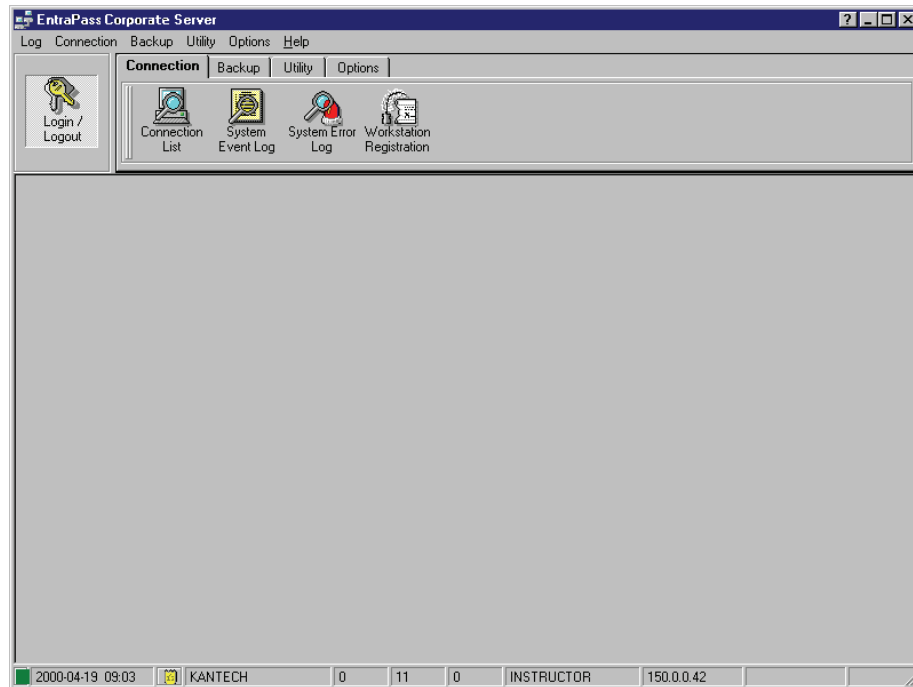 EntraPass Corporate Server
Log Connection Backup Utility Options Help
Connection Backup Utility Options
Login / Logout
Connection List
System Event Log
System Error Log
Workstation Registration
2000-04-19 09:03 KANTECH 0 11 0 INSTRUCTOR 150.0.0.42